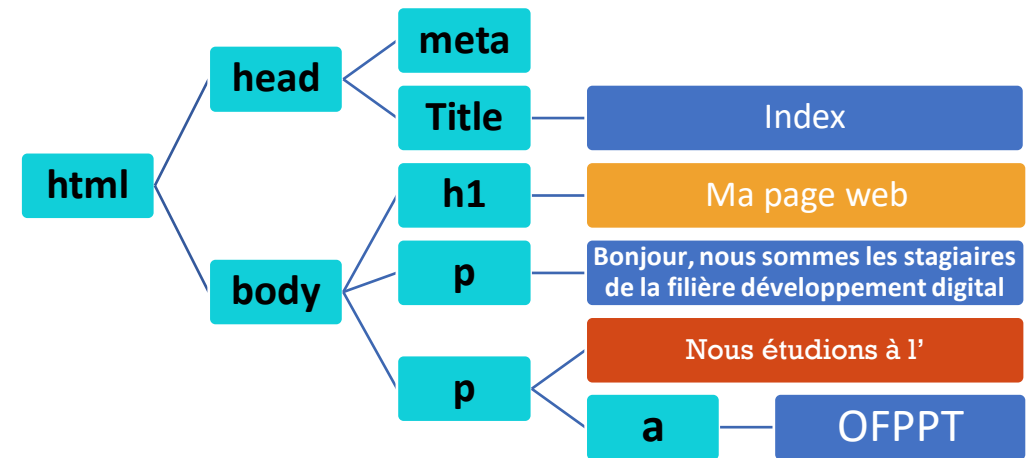 meta
head
Title
Index
html
h1
Ma page web
body
p
Bonjour, nous sommes les stagiaires
de la filière développement digital
p
Nous étudions à l’
a
OFPPT